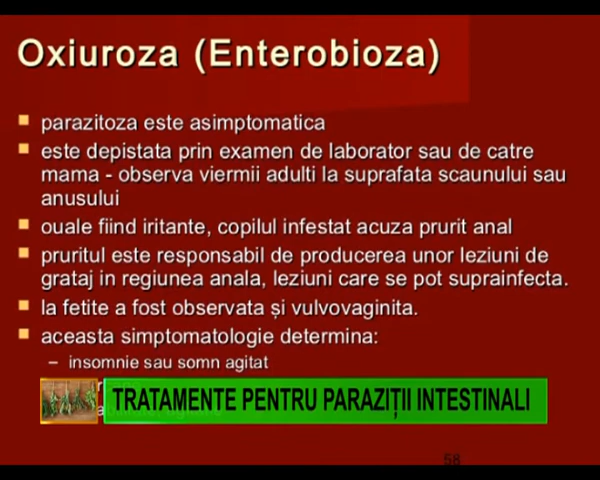 Oxiuroza (Enterobioza)
parazitoza este asimptomatica
este depistata prin examen de laborator sau de catre
mama - observa viermii adulti la suprafata scaunului sau
anusului
ouale fiind iritante, copilul infestat acuza prurit anal
pruritul este responsabil de producerea unor leziuni de
grataj in regiunea anala, leziuni care se pot suprainfecta.
la fetite a fost observata și vulvovaginita.
aceasta simptomatologie determina:
– insomnie sau somn agitat
TRATAMENTE PENTRU PARAZIȚII INTESTINALI
58